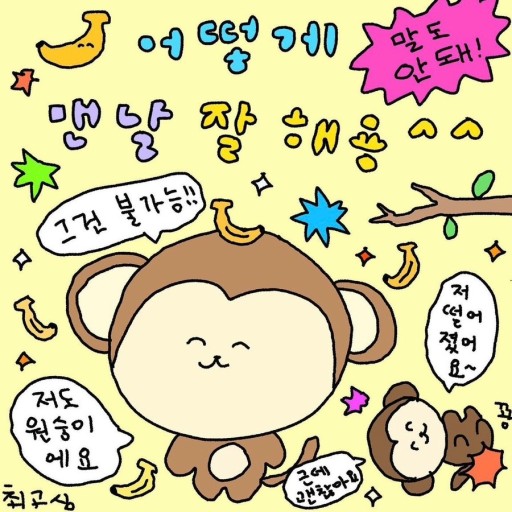 어떻게
말도
안돼!
맨날 잘해용^^
그건 불가능!!
저
떨어
졌어
요~
저도
원숭이
에요
근데
괜찮아요
쿵
최고심